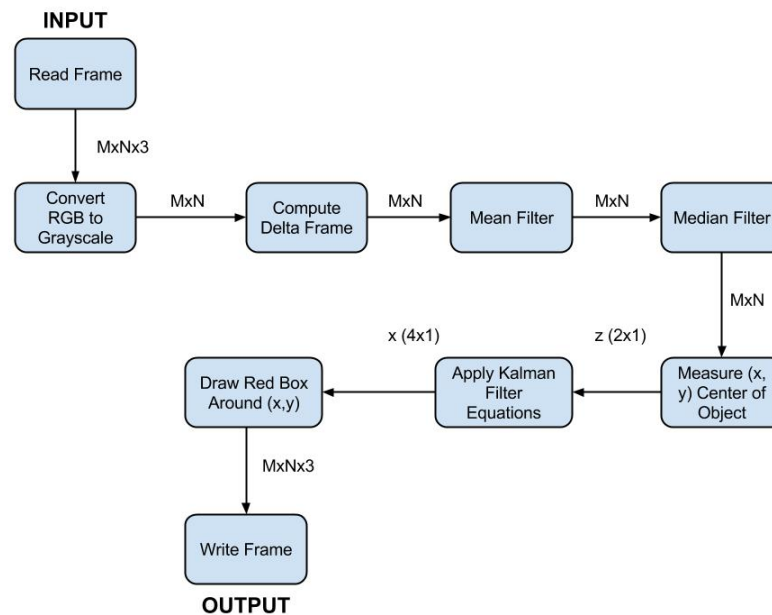 INPUT
Read Frame
MxNx3
Convert
RGB to
Grayscale
MxN
Compute
Delta Frame
MxN
Mean Filter
MxN
Median Filter
MxN
Measure (x,
y) Center of
Object
z (2x1)
Apply Kalman
Filter
Equations
x (4x1)
Draw Red Box
Around (x,y)
MxNx3
Write Frame
OUTPUT